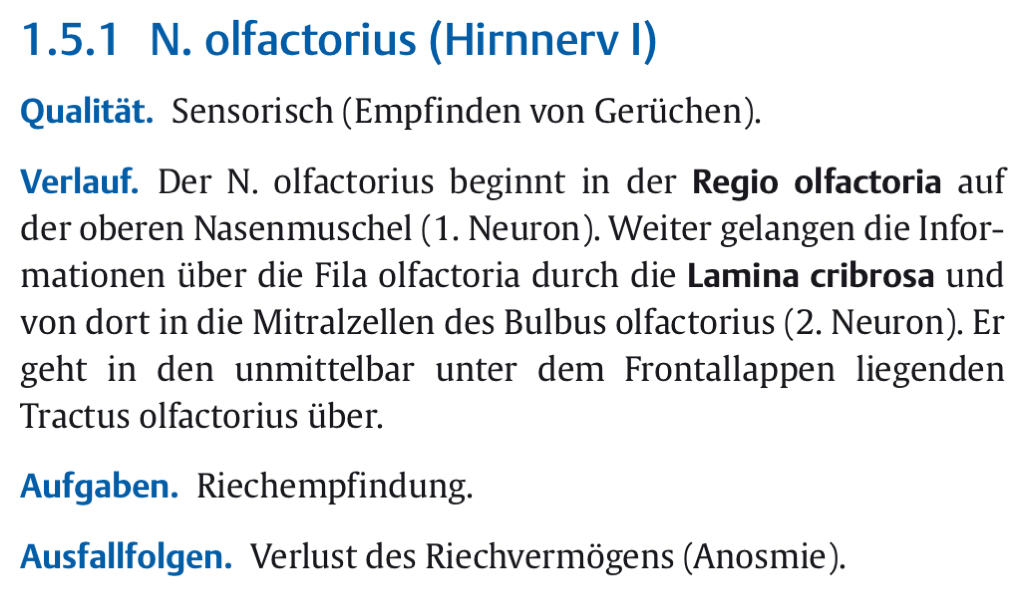 1.5.1 N. olfactorius (Hirnnerv I)
Qualität. Sensorisch (Empfinden von Gerüchen).
Verlauf. Der N. olfactorius beginnt in der Regio olfactoria auf
der oberen Nasenmuschel (1. Neuron). Weiter gelangen die Infor-
mationen über die Fila olfactoria durch die Lamina cribrosa und
von dort in die Mitralzellen des Bulbus olfactorius (2. Neuron). Er
geht in den unmittelbar unter dem Frontallappen liegenden
Tractus olfactorius über.
Aufgaben. Riechempfindung.
Ausfallfolgen. Verlust des Riechvermögens (Anosmie).